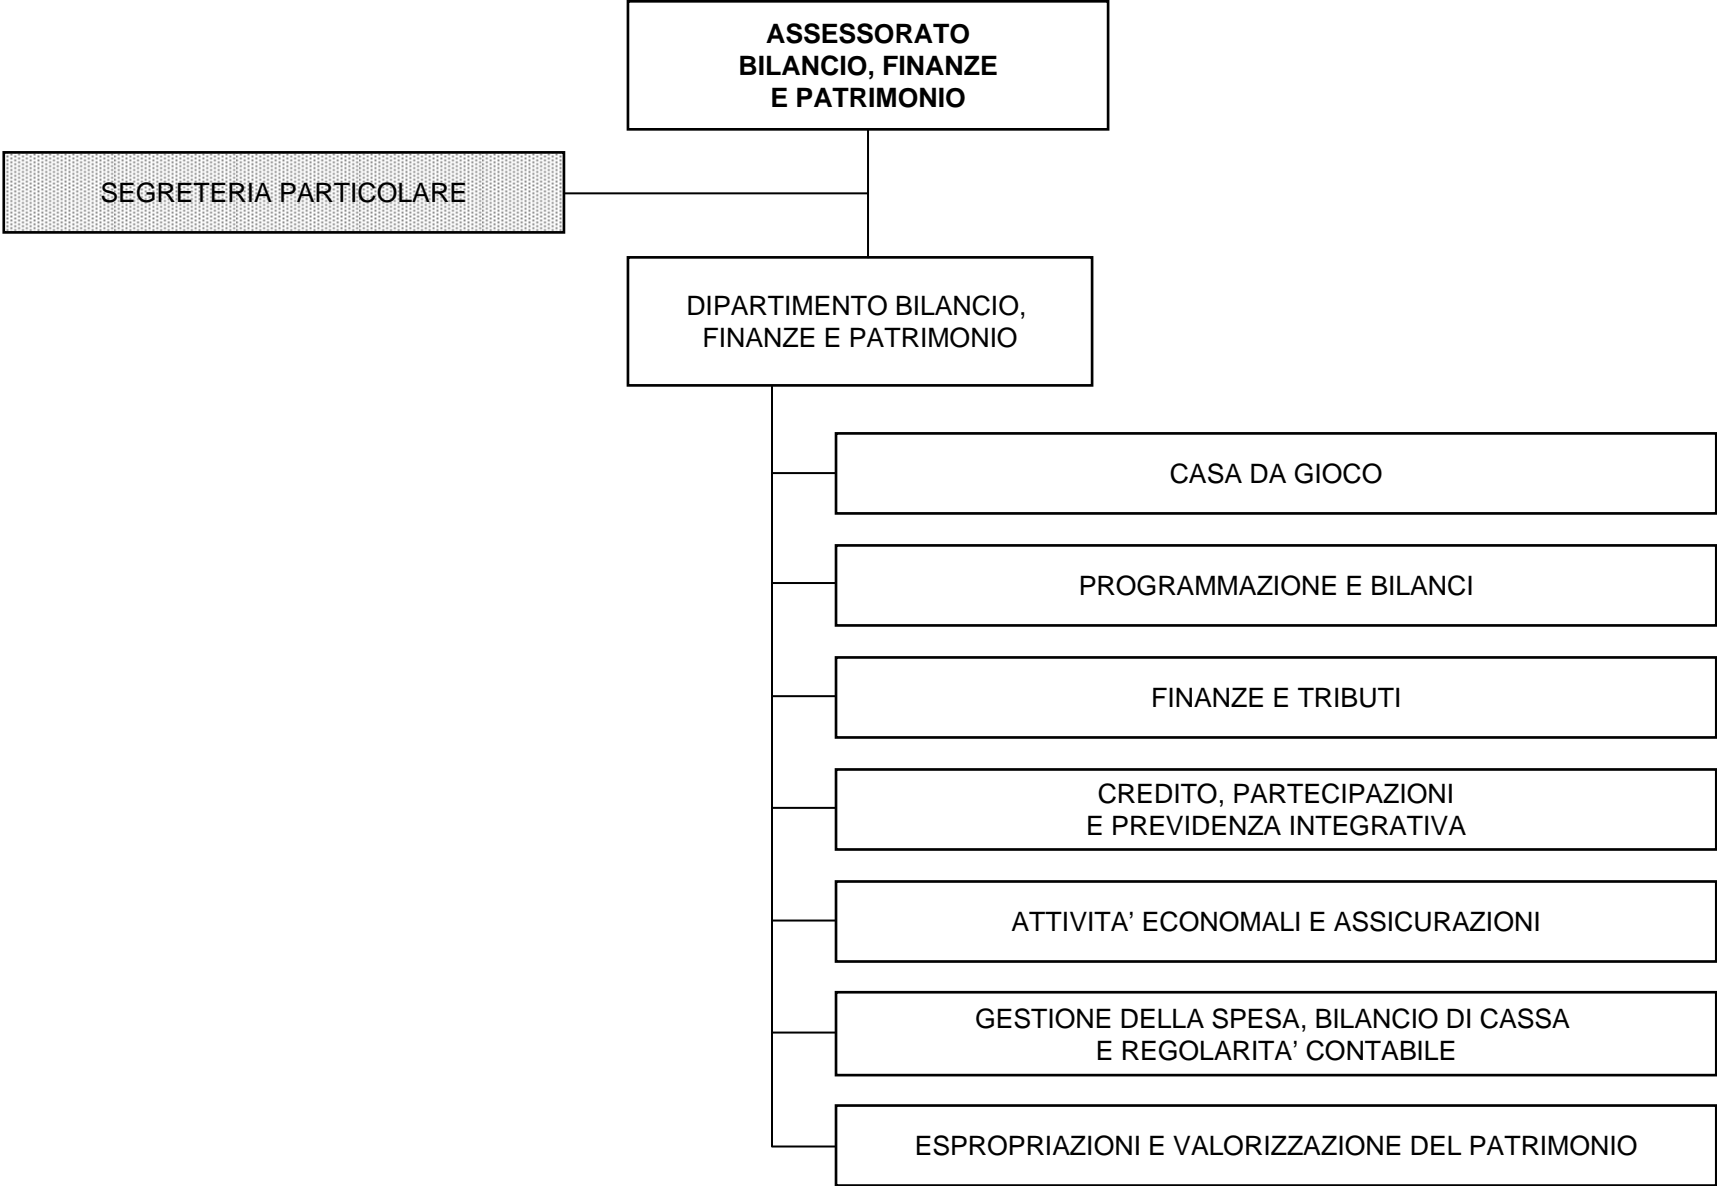 ASSESSORATO
BILANCIO, FINANZE
E PATRIMONIO
SEGRETERIA PARTICOLARE
DIPARTIMENTO BILANCIO,
FINANZE E PATRIMONIO
CASA DA GIOCO
PROGRAMMAZIONE E BILANCI
FINANZE E TRIBUTI
CREDITO, PARTECIPAZIONI
E PREVIDENZA INTEGRATIVA
ATTIVITA’ ECONOMALI E ASSICURAZIONI
GESTIONE DELLA SPESA, BILANCIO DI CASSA
E REGOLARITA’ CONTABILE
ESPROPRIAZIONI E VALORIZZAZIONE DEL PATRIMONIO